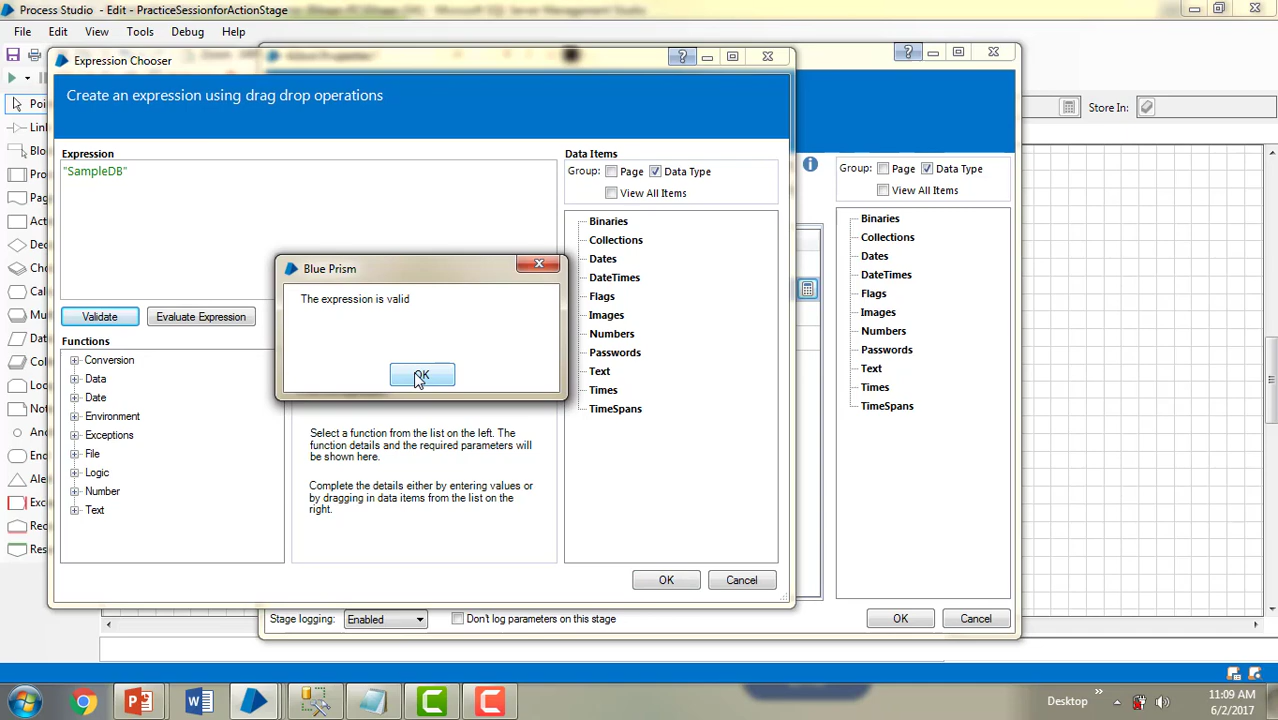 Process Studio - Edit - PracticeSessionforActionStage
File Edit View Tools Debug Help
Expression Chooser
Create an expression using drag drop operations
Store In:
Expression
"SampleDB"
Data Items
Group: Page Data Type
View All Items
Group: Page Data Type
View All Items
Binaries
Collections
Dates
DateTimes
Flags
Images
Numbers
Passwords
Text
Times
TimeSpans
Binaries
Collections
Dates
DateTimes
Flags
Images
Numbers
Passwords
Text
Times
TimeSpans
Blue Prism
The expression is valid
OK
Validate Evaluate Expression
Functions
Conversion
Data
Date
Environment
Exceptions
File
Logic
Number
Text
Select a function from the list on the left. The
function details and the required parameters will
be shown here.
Complete the details either by entering values or
by dragging in data items from the list on the
right.
OK Cancel
Stage logging: Enabled Don't log parameters on this stage
OK Cancel
Desktop
11:09 AM
6/2/2017